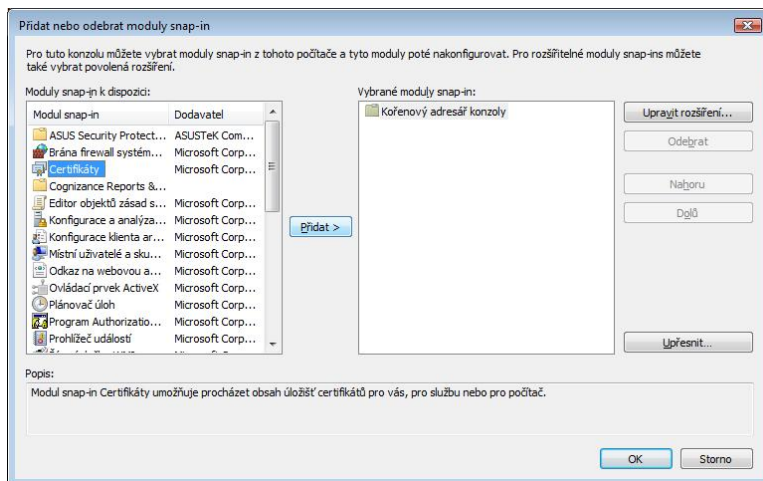 Přidat nebo odebrat moduly snap-in
Pro tuto konzolu můžete vybrat moduly snap-in z tohoto počítače a tyto moduly poté nakonfigurovat. Pro rozšířitelné moduly snap-ins můžete
také vybrat povolená rozšíření.
Moduly snap-in k dispozici:
Modul snap-in Dodavatel
ASUS Security Protect... ASUSTeK Com...
Brána firewall systém... Microsoft Corp...
Certifikáty Microsoft Corp...
Cognizance Reports &...
Editor objektů zásad s... Microsoft Corp...
Konfigurace a analýza... Microsoft Corp...
Konfigurace klienta ar... Microsoft Corp...
Místní uživatelé a sku... Microsoft Corp...
Odkaz na webovou a... Microsoft Corp...
Ovládací prvek ActiveX Microsoft Corp...
Plánovač úloh Microsoft Corp...
Program Authorizatio... Microsoft Corp...
Prohlížeč událostí Microsoft Corp...
Přidat >
Vybrané moduly snap-in:
Kořenový adresář konzoly
Upravit rozšíření...
Odebrat
Nahoru
Dolů
Upřesnit...
Popis:
Modul snap-in Certifikáty umožňuje procházet obsah úložišť certifikátů pro vás, pro službu nebo pro počítač.
OK
Storno